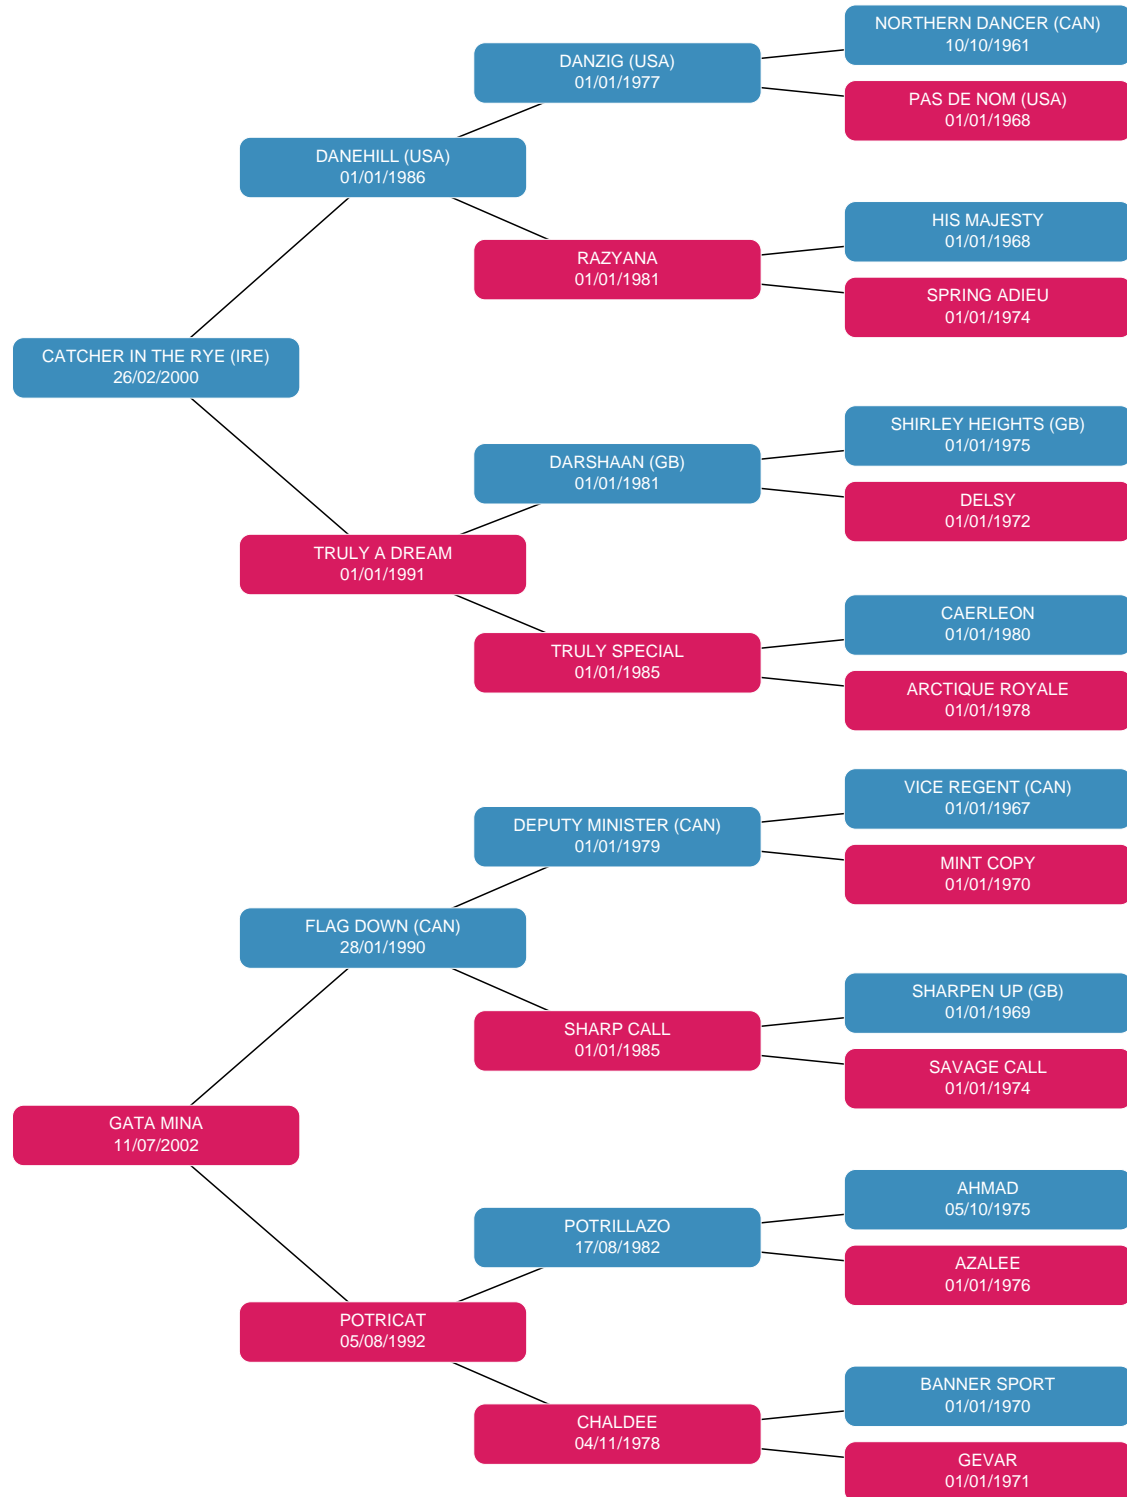 NORTHERN DANCER (CAN)
10/10/1961
DANZIG (USA)
01/01/1977
PAS DE NOM (USA)
01/01/1968
DANEHILL (USA)
01/01/1986
HIS MAJESTY
01/01/1968
RAZYANA
01/01/1981
SPRING ADIEU
01/01/1974
CATCHER IN THE RYE (IRE)
26/02/2000
SHIRLEY HEIGHTS (GB)
01/01/1975
DARSHAAN (GB)
01/01/1981
DELSY
01/01/1972
TRULY A DREAM
01/01/1991
CAERLEON
01/01/1980
TRULY SPECIAL
01/01/1985
ARCTIQUE ROYALE
01/01/1978
VICE REGENT (CAN)
01/01/1967
DEPUTY MINISTER (CAN)
01/01/1979
MINT COPY
01/01/1970
FLAG DOWN (CAN)
28/01/1990
SHARPEN UP (GB)
01/01/1969
SHARP CALL
01/01/1985
SAVAGE CALL
01/01/1974
GATA MINA
11/07/2002
AHMAD
05/10/1975
POTRILLAZO
17/08/1982
AZALEE
01/01/1976
POTRICAT
05/08/1992
BANNER SPORT
01/01/1970
CHALDEE
04/11/1978
GEVAR
01/01/1971